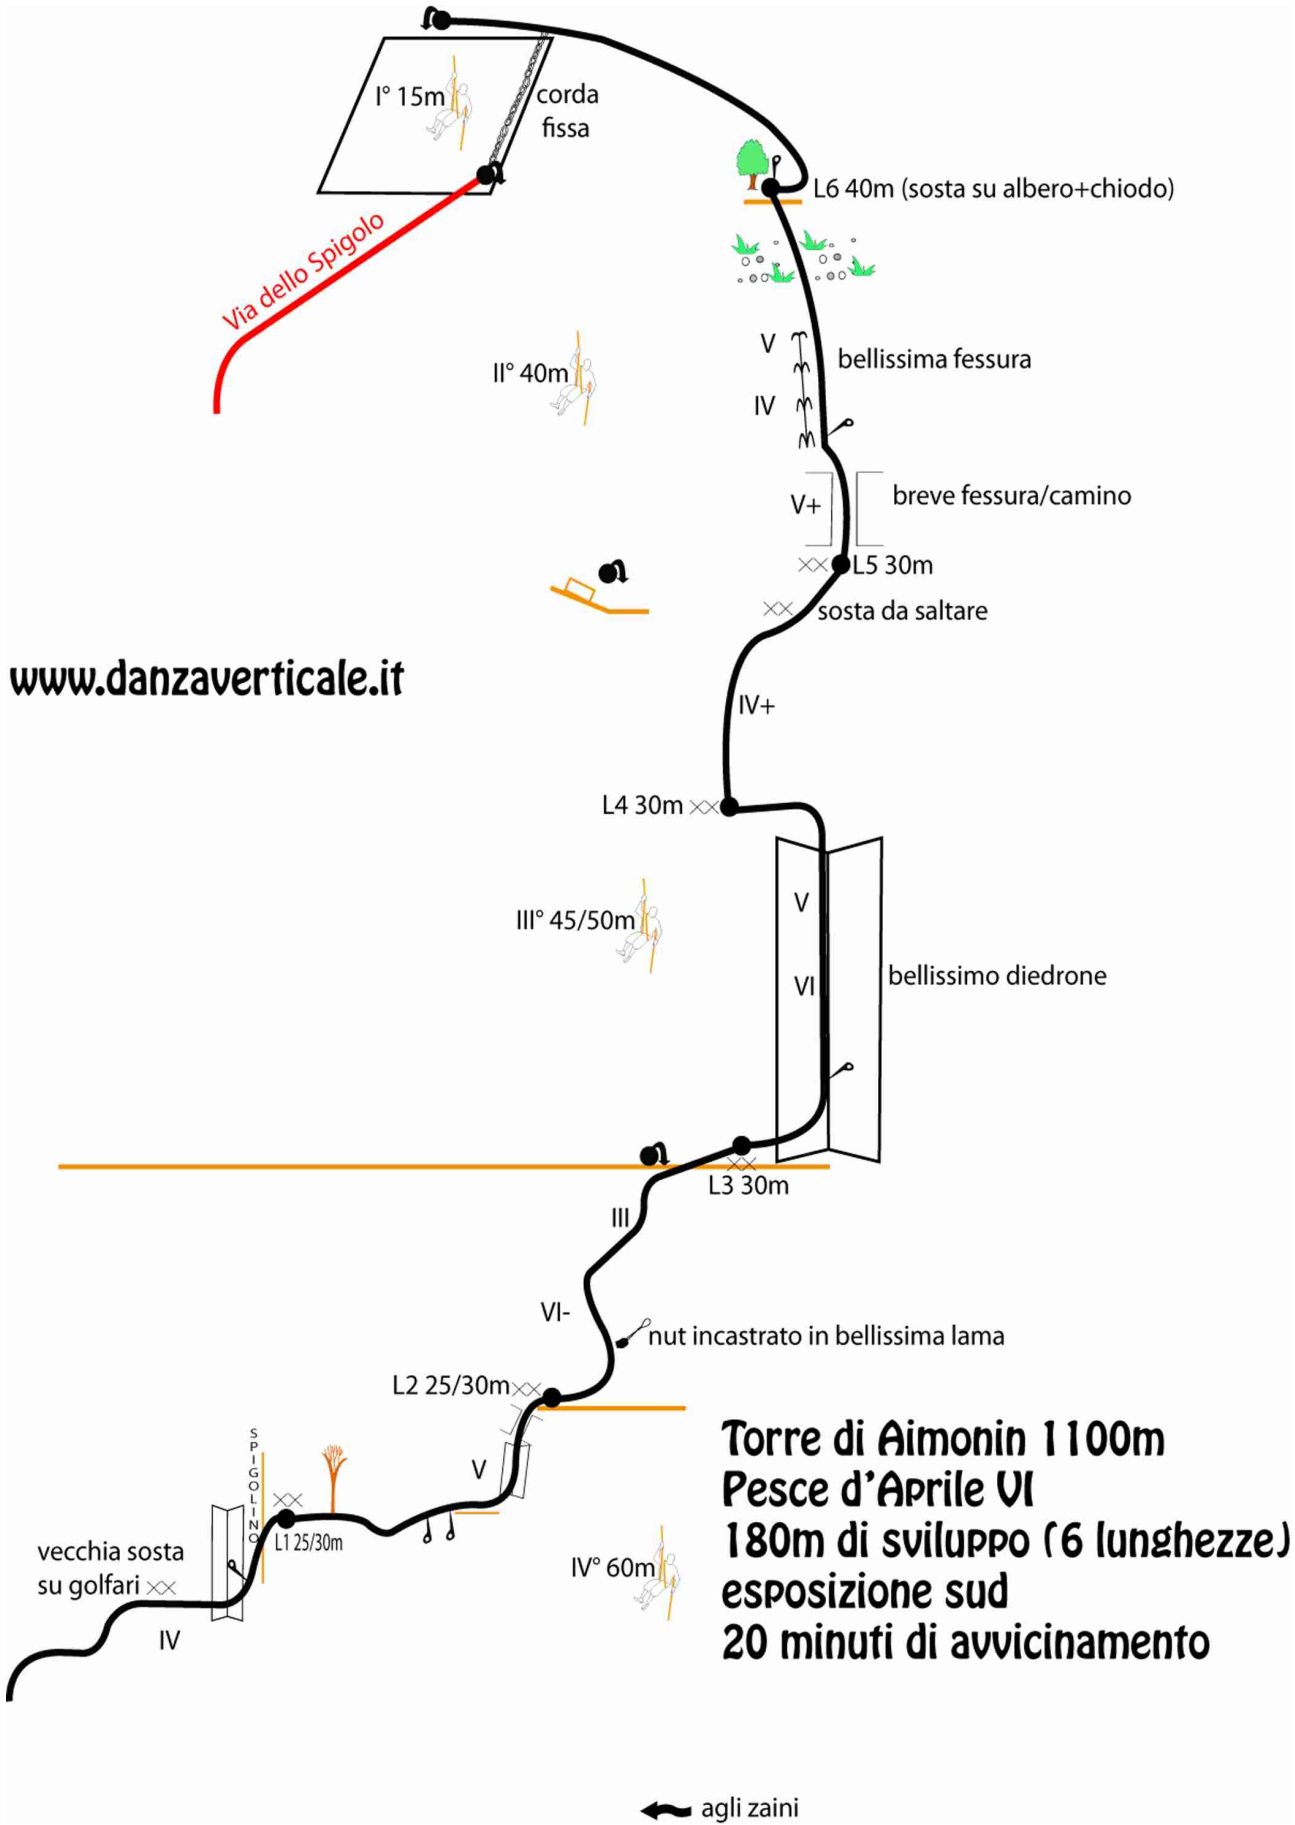 I° 15m
corda
fissa
L6 40m (sosta su albero+chiodo)
Via dello Spigolo
V
bellissima fessura
II° 40m
IV
V+
breve fessura/camino
L5 30m
sosta da saltare
www.danzaverticale.it
IV+
L4 30m
V
III° 45/50m
VI
bellissimo diedrone
L3 30m
III
VI-
nut incastrato in bellissima lama
L2 25/30m
SPIGOLINO
V
L1 25/30m
vecchia sosta
su golfari
IV
IV° 60m
Torre di Aimonin 1100m
Pesce d'Aprile VI
180m di sviluppo (6 lunghezze)
esposizione sud
20 minuti di avvicinamento
agli zaini